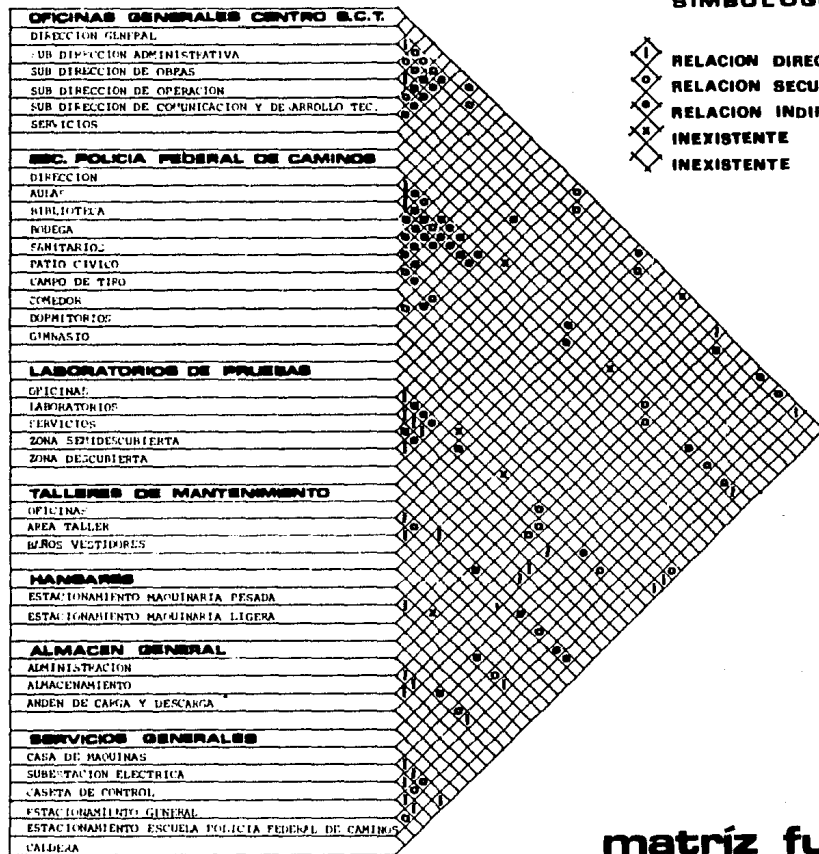 OFICINAS GENERALES CENTRO S.C.T.
DIRECCION GENERAL
SUB DIRECCION ADMINISTRATIVA
SUB DIRECCION DE OBRAS
SUB DIRECCION DE OPERACION
SUB DIRECCION DE COMUNICACION Y DESARROLLO TEC.
SERVICIOS
ESC. POLICIA FEDERAL DE CAMINOS
DIRECCION
AULAS
BIBLIOTECA
BODEGA
SANITARIOS
PATIO CIVICO
CAMPO DE TIRO
COMEDOR
DORMITORIOS
GIMNASIO
LABORATORIOS DE PRUEBAS
OFICINAS
LABORATORIOS
SERVICIOS
ZONA SEMIDESCUBIERTA
ZONA DESCUBIERTA
TALLERES DE MANTENIMIENTO
OFICINAS
AREA TALLER
BAÑOS VESTIDORES
HANGARES
ESTACIONAMIENTO MAQUINARIA PESADA
ESTACIONAMIENTO MAQUINARIA LIGERA
ALMACEN GENERAL
ADMINISTRACION
ALMACENAMIENTO
ANDEN DE CARGA Y DESCARGA
SERVICIOS GENERALES
CASA DE MAQUINAS
SUBESTACION ELECTRICA
CASETA DE CONTROL
ESTACIONAMIENTO GENERAL
ESTACIONAMIENTO ESCUELA POLICIA FEDERAL DE CAMINOS
CALDERA
SIMBOLOG
RELACION DIREC
RELACION SECU
RELACION INDI
INEXISTENTE
INEXISTENTE
matríz fu